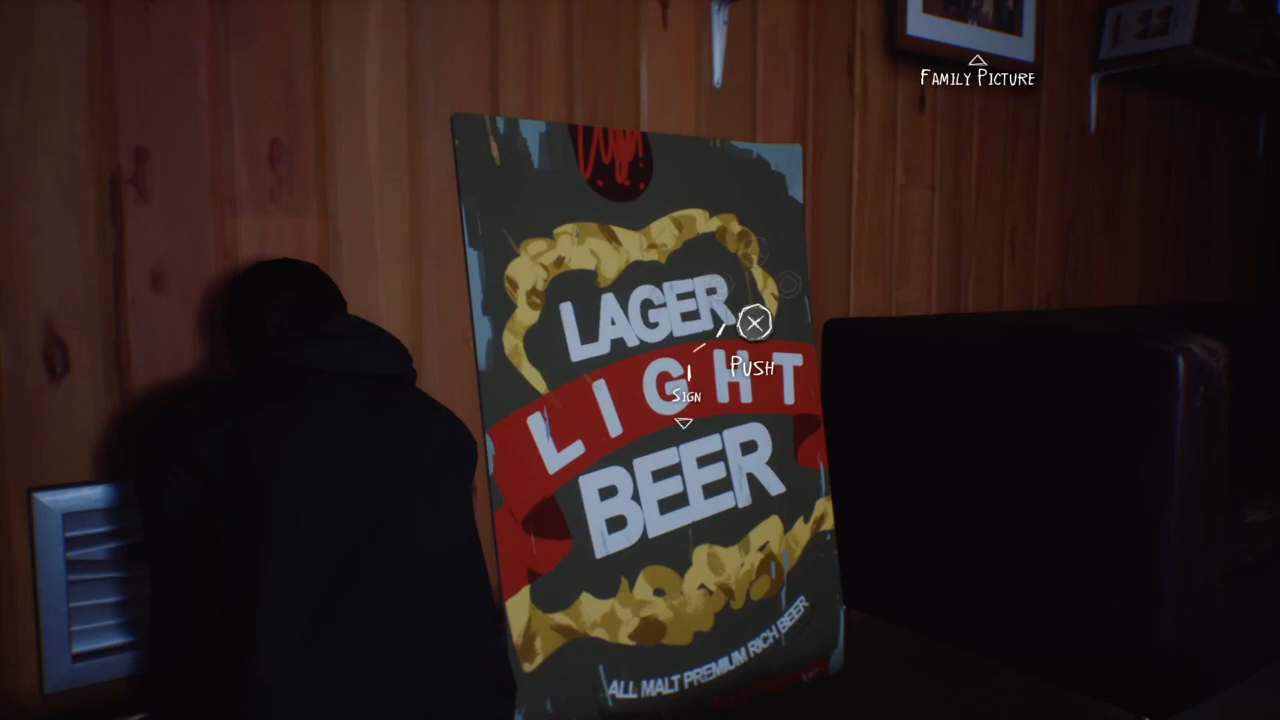 FAMILY PICTURE
LAGER
LIGHT
PUSH
SIGN
BEER
ALL MALT PREMIUM RICH BEER